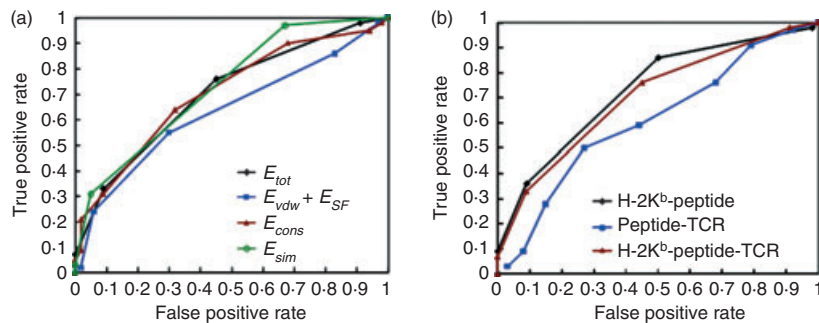 (a)
True positive rate
1
0·9
0·8
0·7
0·6
0·5
0·4
0·3
0·2
0·1
0
E_tot
E_vdw + E_SF
E_cons
E_sim
0 0·1 0·2 0·3 0·4 0·5 0·6 0·7 0·8 0·9 1
False positive rate
(b)
True positive rate
1
0·9
0·8
0·7
0·6
0·5
0·4
0·3
0·2
0·1
0
H-2Kᵇ-peptide
Peptide-TCR
H-2Kᵇ-peptide-TCR
0 0·1 0·2 0·3 0·4 0·5 0·6 0·7 0·8 0·9 1
False positive rate